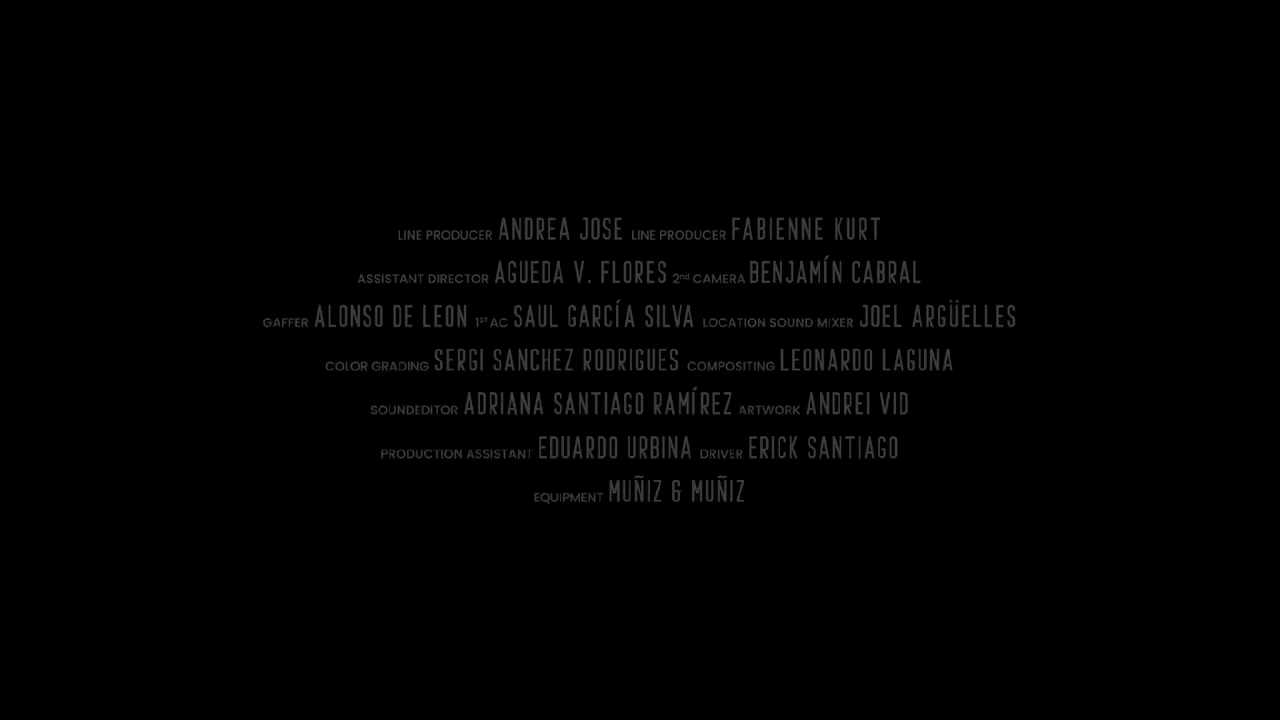 LINE PRODUCER ANDREA JOSE LINE PRODUCER FABIENNE KURT
ASSISTANT DIRECTOR AGUEDA V. FLORES 2nd CAMERA BENJAMÍN CABRAL
GAFFER ALONSO DE LEON 1ST AC SAUL GARCÍA SILVA LOCATION SOUND MIXER JOEL ARGÜELLES
COLOR GRADING SERGI SANCHEZ RODRIGUES COMPOSITING LEONARDO LAGUNA
SOUNDEDITOR ADRIANA SANTIAGO RAMÍREZ ARTWORK ANDREI VID
PRODUCTION ASSISTANT EDUARDO URBINA DRIVER ERICK SANTIAGO
EQUIPMENT MUÑIZ & MUÑIZ